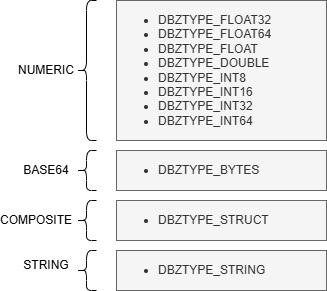 NUMERIC
DBZTYPE_FLOAT32
DBZTYPE_FLOAT64
DBZTYPE_FLOAT
DBZTYPE_DOUBLE
DBZTYPE_INT8
DBZTYPE_INT16
DBZTYPE_INT32
DBZTYPE_INT64
BASE64
DBZTYPE_BYTES
COMPOSITE
DBZTYPE_STRUCT
STRING
DBZTYPE_STRING